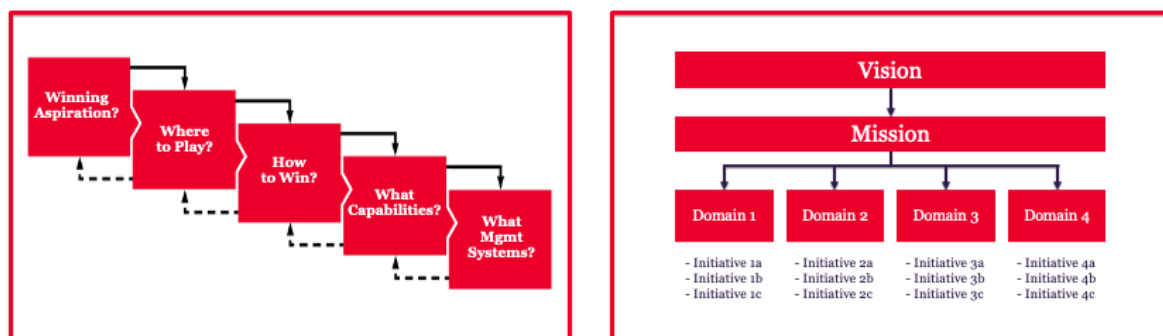 Winning
Aspiration?
Where
to Play?
How
to Win?
What
Capabilities?
What
Mgmt
Systems?
Vision
Mission
Domain 1
Domain 2
Domain 3
Domain 4
- Initiative 1a
- Initiative 1b
- Initiative 1c
- Initiative 2a
- Initiative 2b
- Initiative 2c
- Initiative 3a
- Initiative 3b
- Initiative 3c
- Initiative 4a
- Initiative 4b
- Initiative 4c